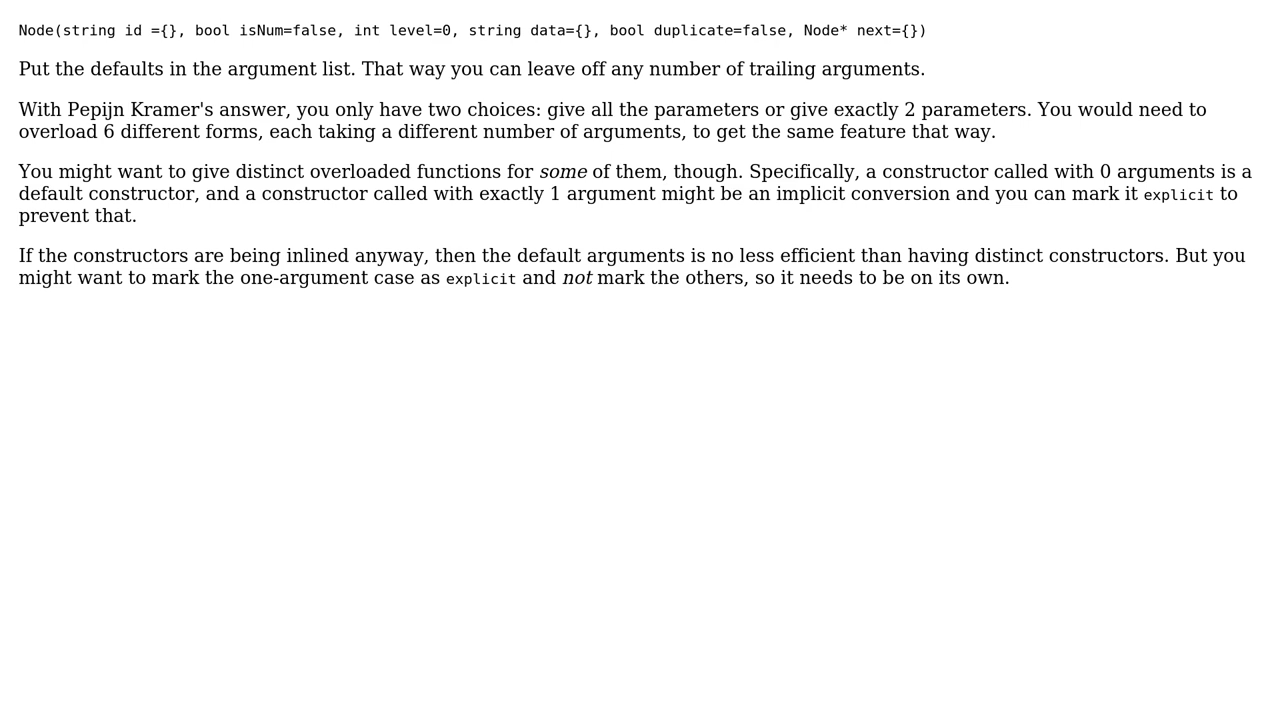 Node(string id ={}, bool isNum=false, int level=0, string data={}, bool duplicate=false, Node* next={})
Put the defaults in the argument list. That way you can leave off any number of trailing arguments.
With Pepijn Kramer's answer, you only have two choices: give all the parameters or give exactly 2 parameters. You would need to
overload 6 different forms, each taking a different number of arguments, to get the same feature that way.
You might want to give distinct overloaded functions for some of them, though. Specifically, a constructor called with 0 arguments is a
default constructor, and a constructor called with exactly 1 argument might be an implicit conversion and you can mark it explicit to
prevent that.
If the constructors are being inlined anyway, then the default arguments is no less efficient than having distinct constructors. But you
might want to mark the one-argument case as explicit and not mark the others, so it needs to be on its own.